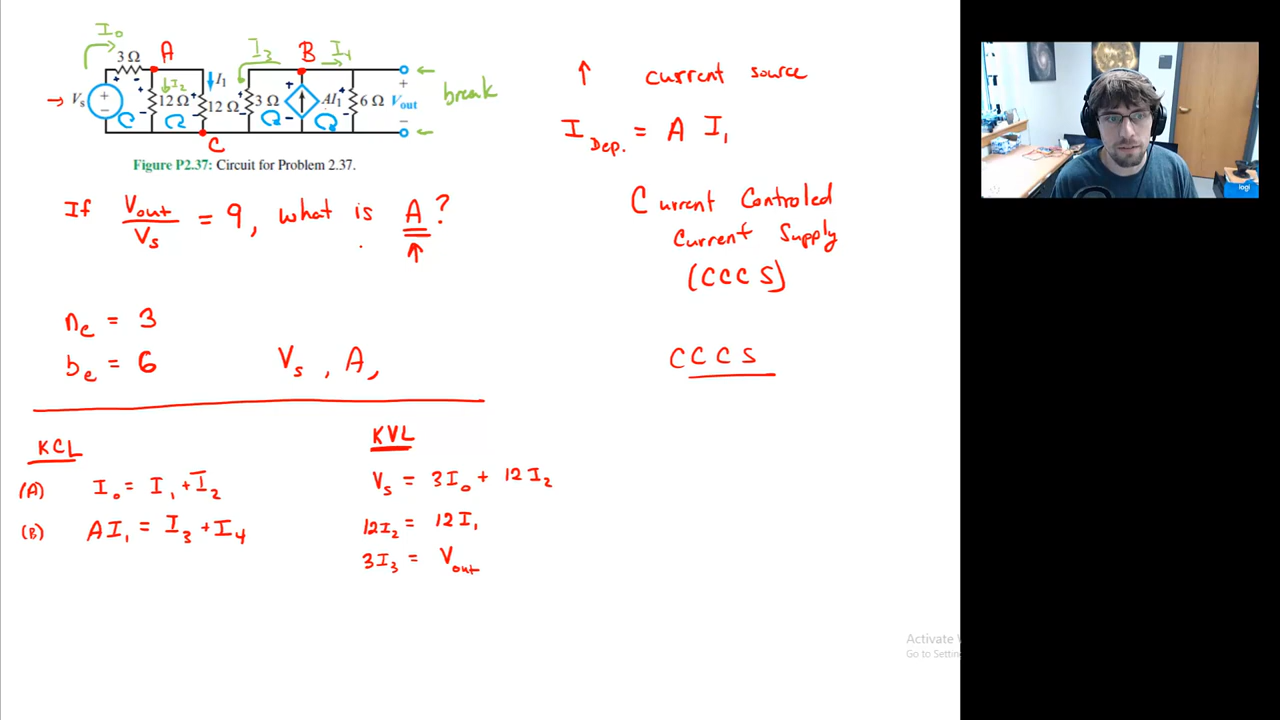 I₀
3 Ω
A
I₃
B
I₄
Vs
I₂
I₁
12 Ω
12 Ω
3 Ω
AI₁
6 Ω
+
Vout
−
break
C
Figure P2.37: Circuit for Problem 2.37.
↑ current source
I Dep. = A I₁
Current Controled
Current Supply
(CCCS)
If Vout/Vs = 9, what is A?
nₑ = 3
bₑ = 6
Vs, A,
CCCS
KCL
(A) I₀ = I₁ + I₂
(B) AI₁ = I₃ + I₄
KVL
Vs = 3I₀ + 12I₂
12I₂ = 12I₁
3I₃ = Vout
logi